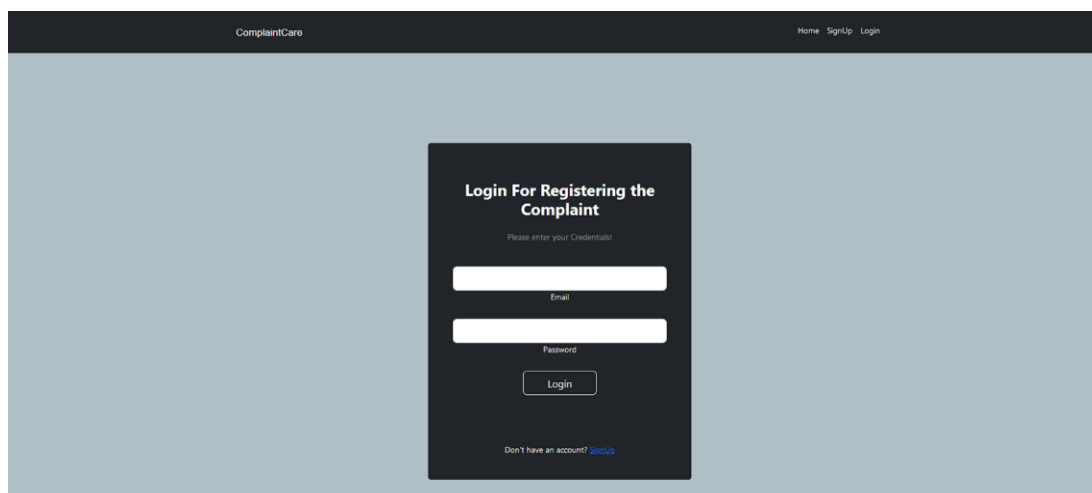 ComplaintCare
Home SignUp Login
Login For Registering the
Complaint
Please enter your Credentials!
Email
Password
Login
Don't have an account? SignUp